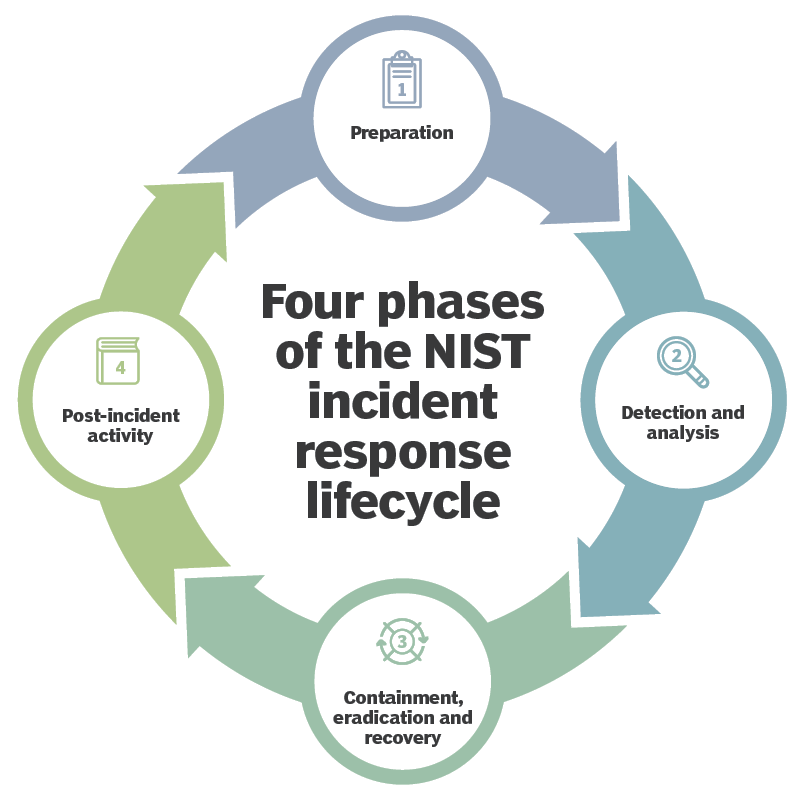 1
Preparation
Four phases
of the NIST
incident
response
lifecycle
2
Detection and
analysis
3
Containment,
eradication and
recovery
4
Post-incident
activity